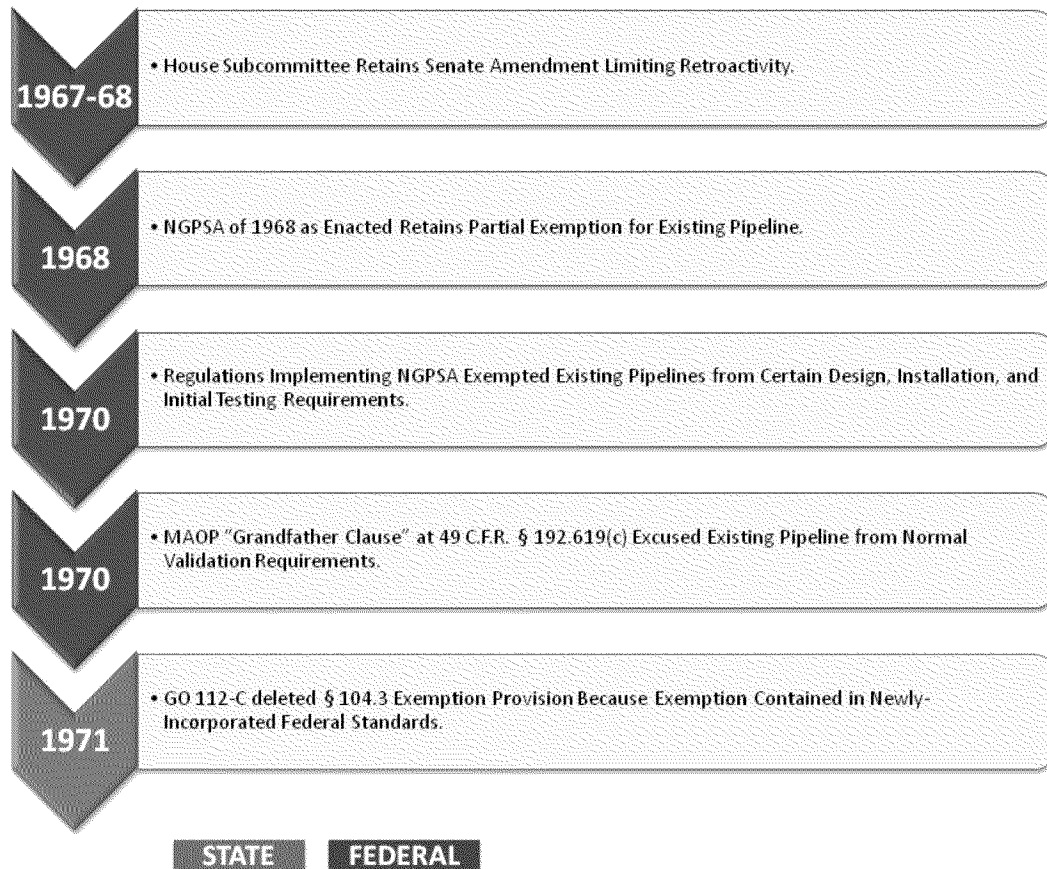 1967-68
• House Subcommittee Retains Senate Amendment Limiting Retroactivity.
1968
• NGPSA of 1968 as Enacted Retains Partial Exemption for Existing Pipeline.
1970
• Regulations Implementing NGPSA Exempted Existing Pipelines from Certain Design, Installation, and
Initial Testing Requirements.
1970
• MAOP “Grandfather Clause” at 49 C.F.R. § 192.619(c) Excused Existing Pipeline from Normal
Validation Requirements.
1971
• GO 112-C deleted § 104.3 Exemption Provision Because Exemption Contained in Newly-
Incorporated Federal Standards.
STATE FEDERAL